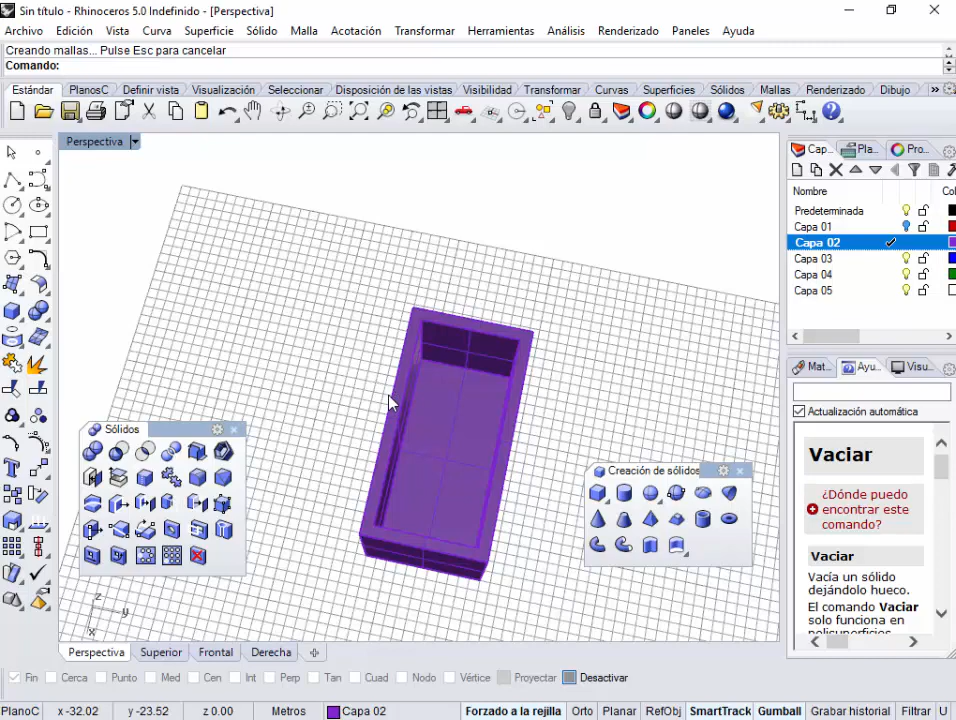 Sin título - Rhinoceros 5.0 Indefinido - [Perspectiva]
Archivo Edición Vista Curva Superficie Sólido Malla Acotación Transformar Herramientas Análisis Renderizado Paneles Ayuda
Creando mallas... Pulse Esc para cancelar
Comando:
Estándar PlanosC Definir vista Visualización Seleccionar Disposición de las vistas Visibilidad Transformar Curvas Superficies Sólidos Mallas Renderizado Dibujo »
Perspectiva
Cap... Pla... Pro...
Nombre Col
Predeterminada
Capa 01
Capa 02
Capa 03
Capa 04
Capa 05
Mat... Ayu... Visu...
Actualización automática
Vaciar
¿Dónde puedo
encontrar este
comando?
Vaciar
Vacía un sólido
dejándolo hueco.
El comando Vaciar
solo funciona en
polisuperficies
Sólidos
Creación de sólidos
z
y
x
Perspectiva Superior Frontal Derecha
Fin Cerca Punto Med Cen Int Perp Tan Cuad Nodo Vértice Proyectar Desactivar
PlanoC x -32.02 y -23.52 z 0.00 Metros Capa 02 Forzado a la rejilla Orto Planar RefObj SmartTrack Gumball Grabar historial Filtrar U